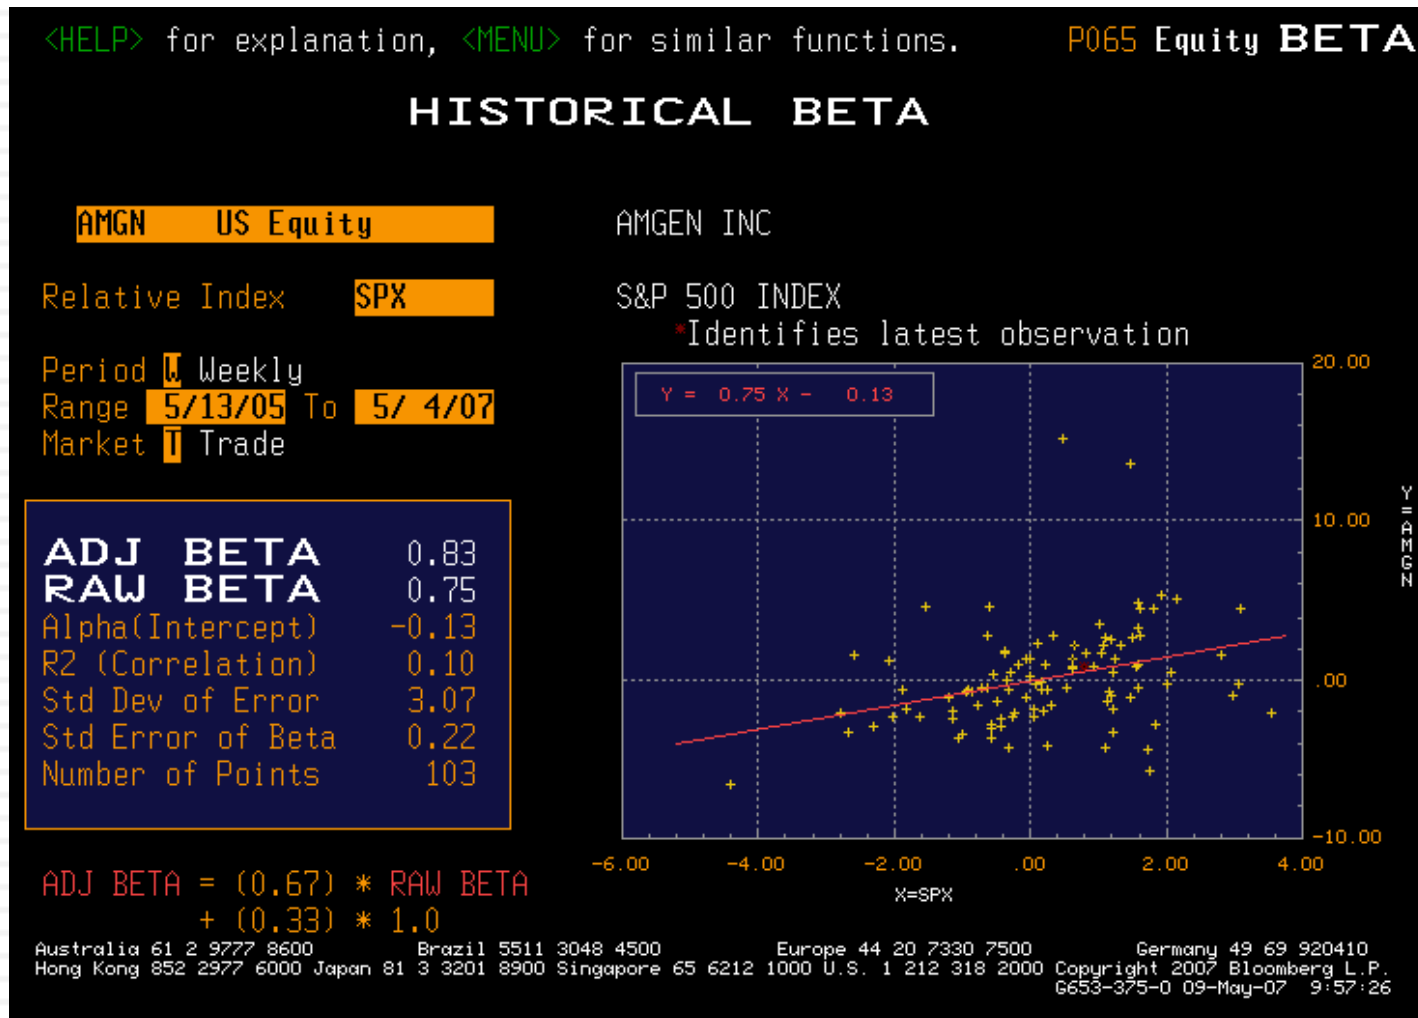 <HELP> for explanation, <MENU> for similar functions. P065 Equity BETA
HISTORICAL BETA
AMGN US Equity
AMGEN INC
Relative Index SPX
S&P 500 INDEX
*Identifies latest observation
Period W Weekly
Range 5/13/05 To 5/ 4/07
Market T Trade
ADJ BETA 0.83
RAW BETA 0.75
Alpha(Intercept) -0.13
R2 (Correlation) 0.10
Std Dev of Error 3.07
Std Error of Beta 0.22
Number of Points 103
ADJ BETA = (0.67) * RAW BETA
+ (0.33) * 1.0
Y = 0.75 X - 0.13
20.00
10.00
.00
-10.00
Y=AMGN
-6.00 -4.00 -2.00 .00 2.00 4.00
X=SPX
Australia 61 2 9777 8600 Brazil 5511 3048 4500 Europe 44 20 7330 7500 Germany 49 69 920410
Hong Kong 852 2977 6000 Japan 81 3 3201 8900 Singapore 65 6212 1000 U.S. 1 212 318 2000 Copyright 2007 Bloomberg L.P.
G653-375-0 09-May-07 9:57:26